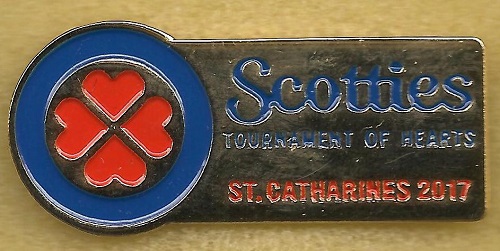 Scotties
TOURNAMENT OF HEARTS
ST. CATHARINES 2017